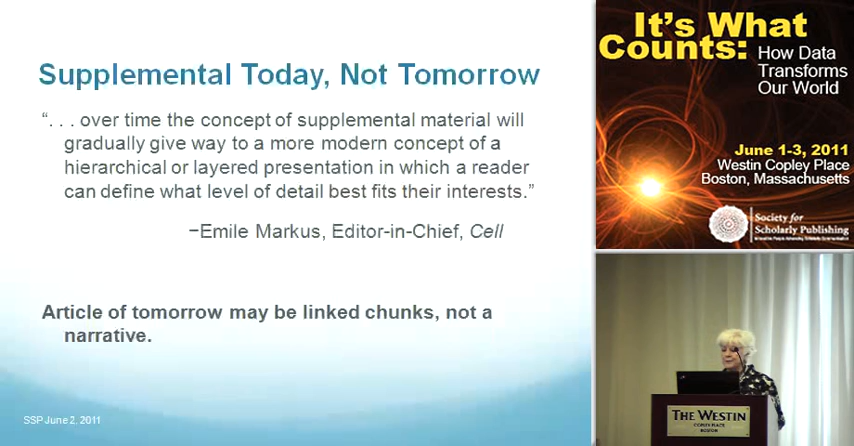 Supplemental Today, Not Tomorrow
“. . . over time the concept of supplemental material will
gradually give way to a more modern concept of a
hierarchical or layered presentation in which a reader
can define what level of detail best fits their interests.”
−Emile Markus, Editor-in-Chief, Cell
Article of tomorrow may be linked chunks, not a
narrative.
SSP June 2, 2011
It's What
Counts: How Data
Transforms
Our World
June 1-3, 2011
Westin Copley Place
Boston, Massachusetts
Society for
Scholarly Publishing
THE WESTIN
COPLEY PLACE
BOSTON